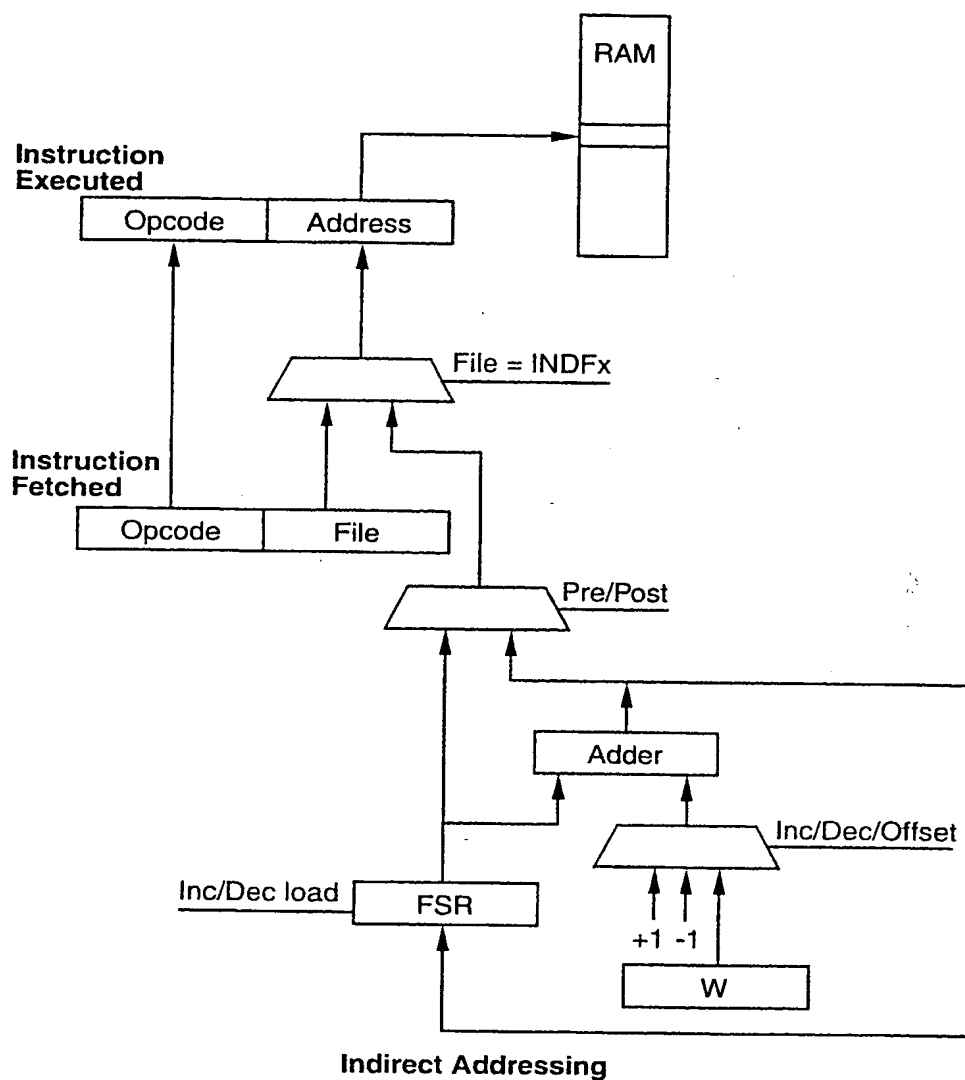 RAM
Instruction
Executed
Opcode
Address
File = INDFx
Instruction
Fetched
Opcode
File
Pre/Post
Adder
Inc/Dec/Offset
Inc/Dec load
FSR
+1
-1
W
Indirect Addressing